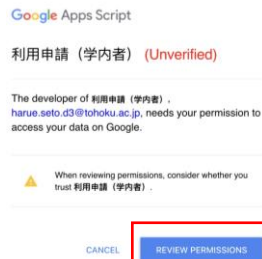 Google Apps Script
利用申請（学内者） (Unverified)
The developer of 利用申請（学内者）,
harue.seto.d3@tohoku.ac.jp, needs your permission to
access your data on Google.
When reviewing permissions, consider whether you
trust 利用申請（学内者）.
CANCEL REVIEW PERMISSIONS